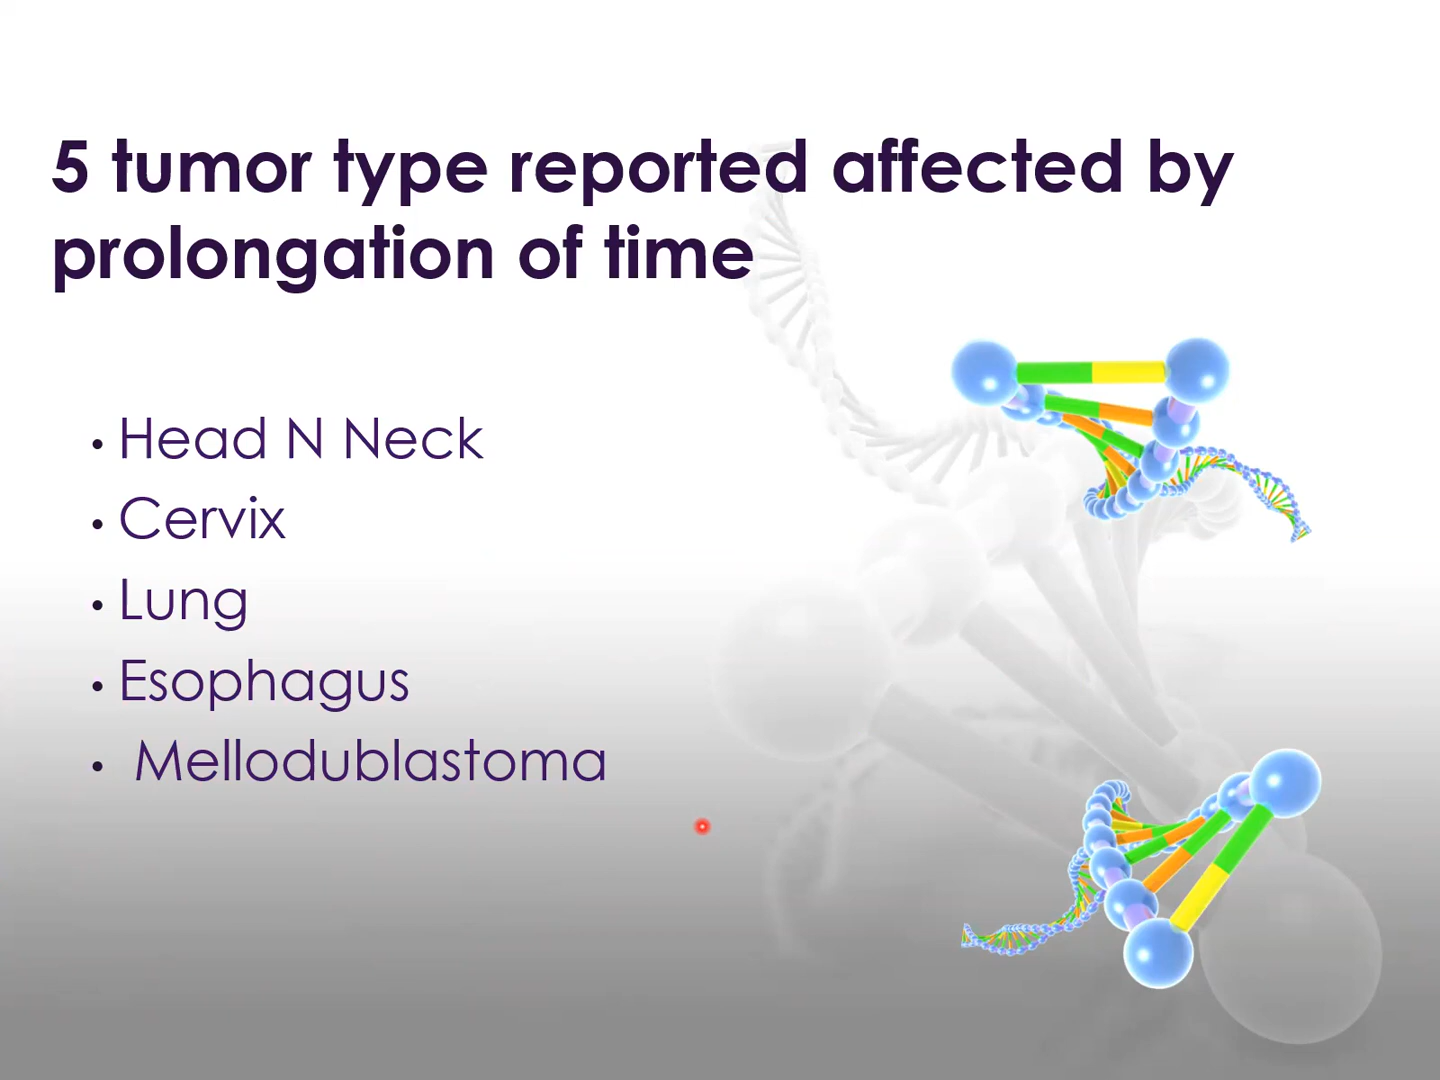 5 tumor type reported affected by
prolongation of time
• Head N Neck
• Cervix
• Lung
• Esophagus
• Mellodublastoma